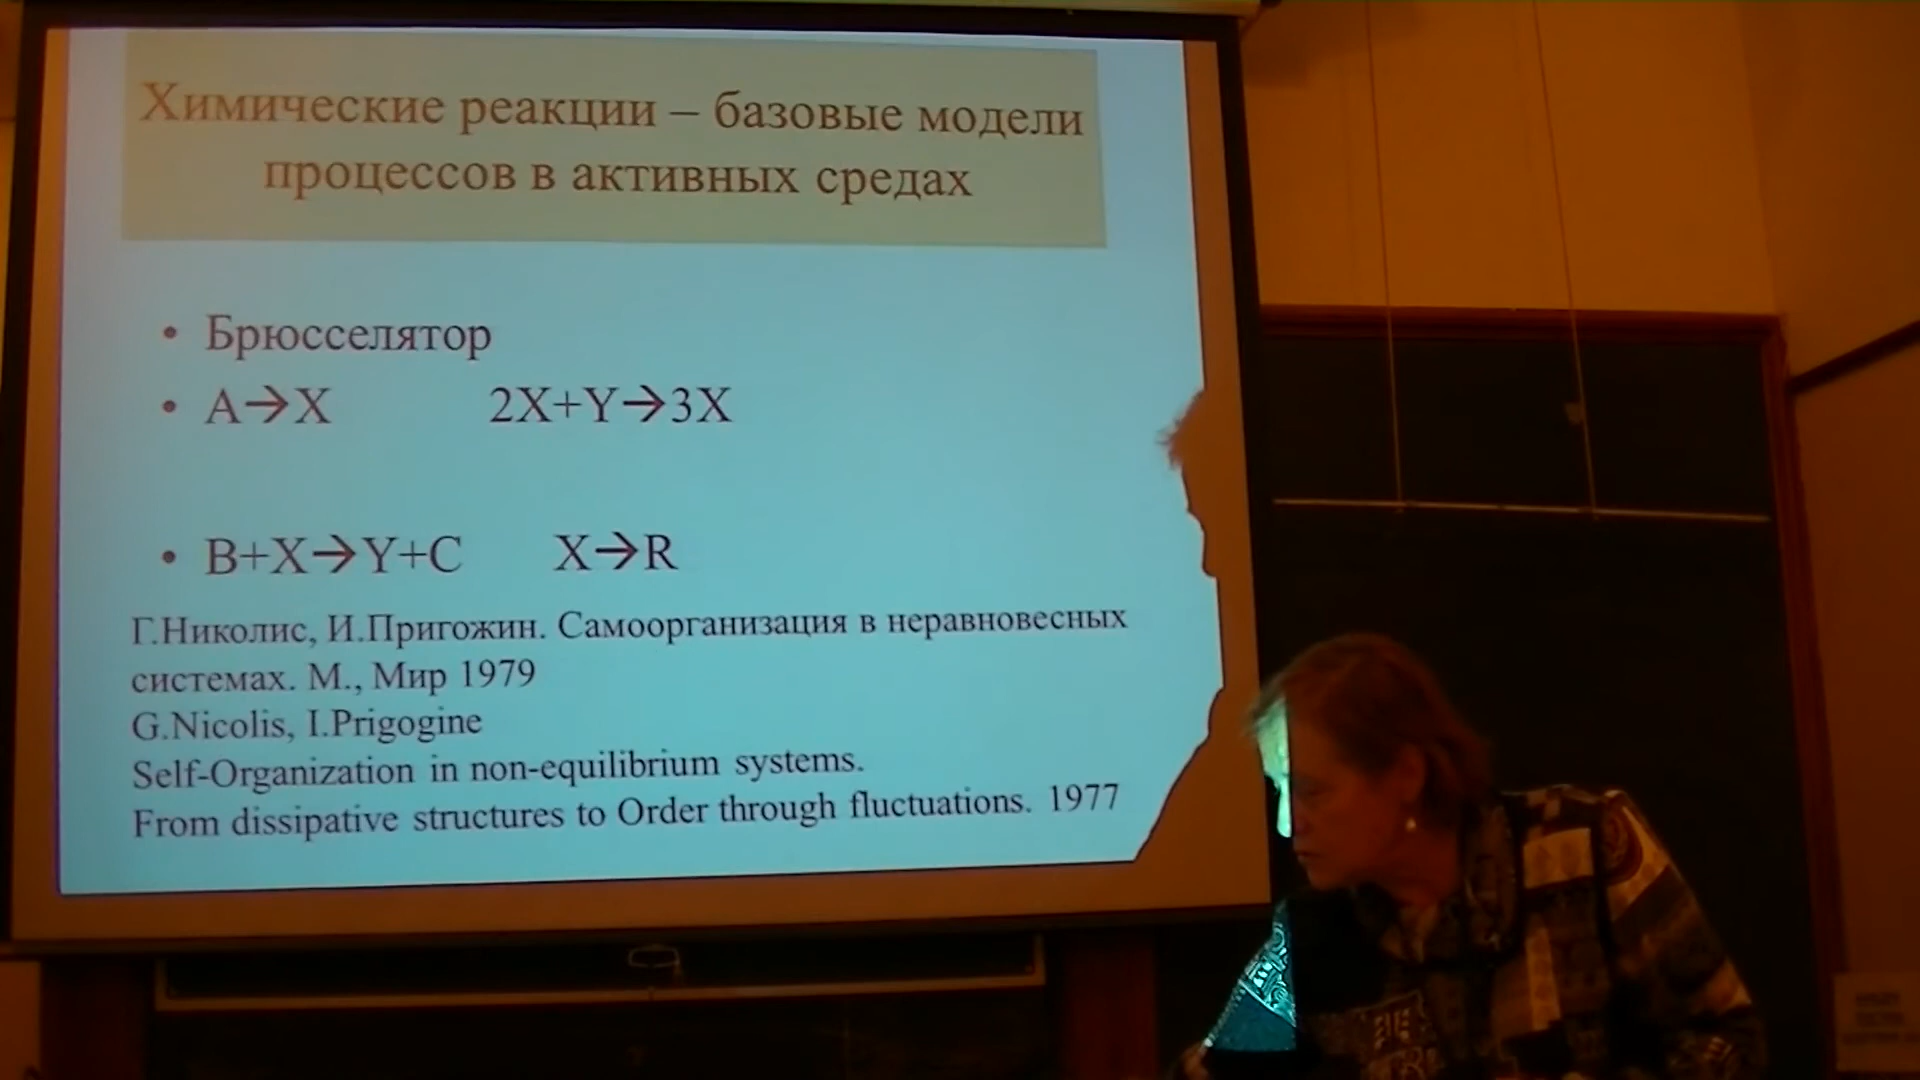 Химические реакции – базовые модели
процессов в активных средах
• Брюсселятор
• A→X 2X+Y→3X
• B+X→Y+C X→R
Г.Николис, И.Пригожин. Самоорганизация в неравновесных
системах. М., Мир 1979
G.Nicolis, I.Prigogine
Self-Organization in non-equilibrium systems.
From dissipative structures to Order through fluctuations. 1977